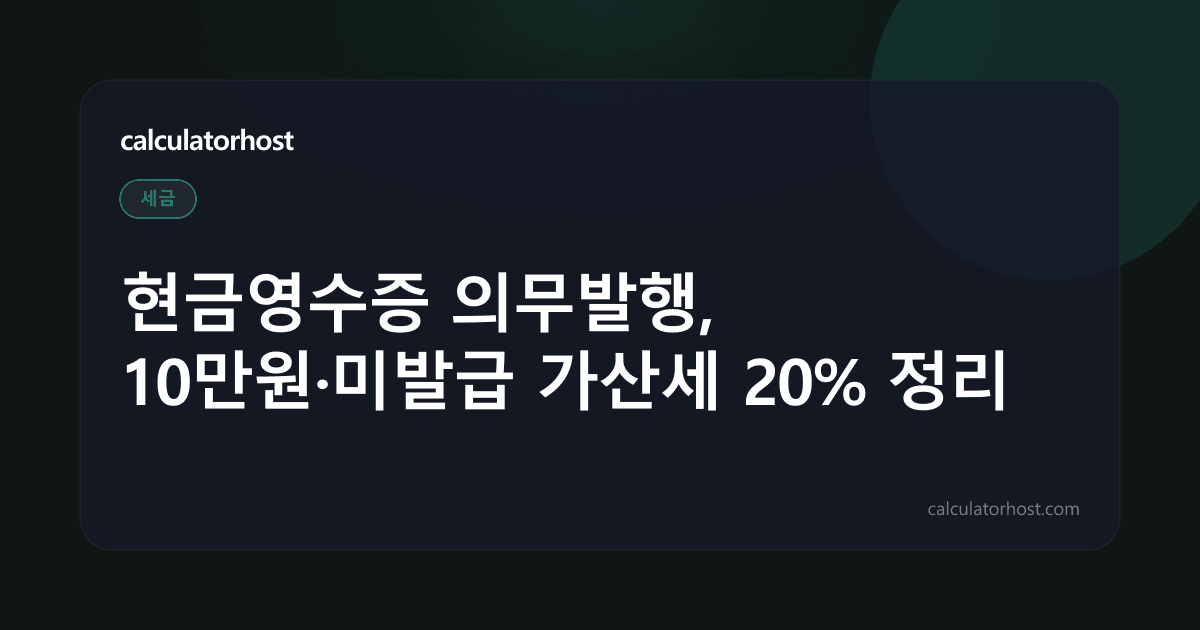 calculatorhost
세금
현금영수증 의무발행,
10만원·미발급 가산세 20% 정리
calculatorhost.com